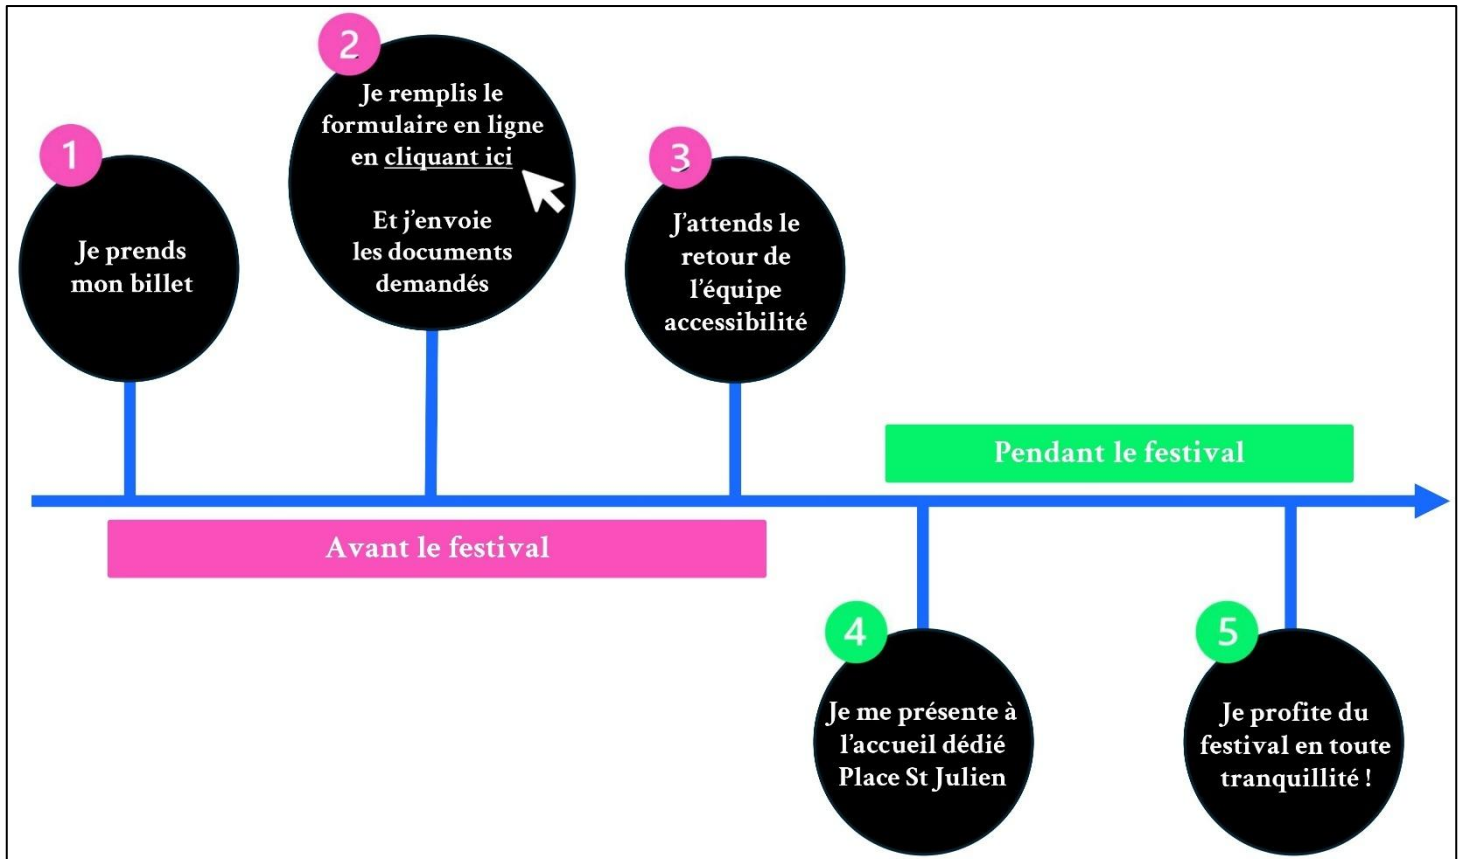 1
Je prends
mon billet
2
Je remplis le
formulaire en ligne
en cliquant ici
Et j’envoie
les documents
demandés
3
J’attends le
retour de
l’équipe
accessibilité
Avant le festival
Pendant le festival
4
Je me présente à
l’accueil dédié
Place St Julien
5
Je profite du
festival en toute
tranquillité !